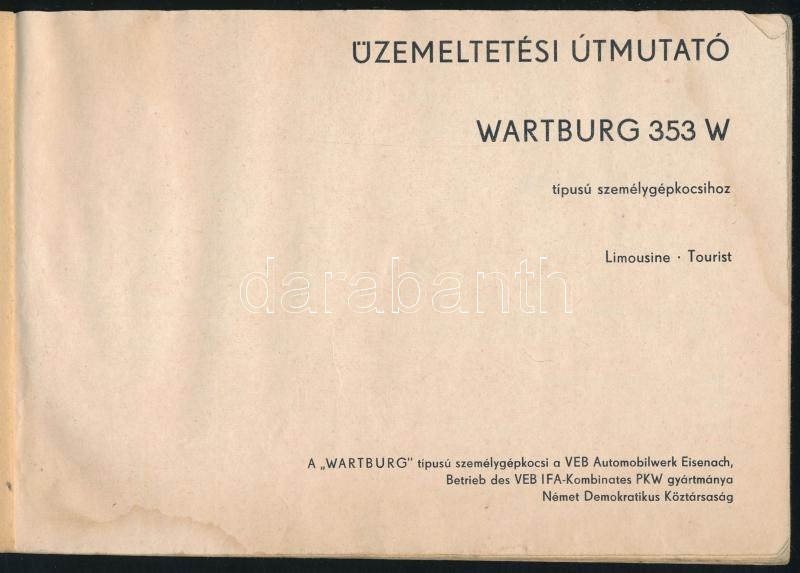 ÜZEMELTETÉSI ÚTMUTATÓ
WARTBURG 353 W
típusú személygépkocsihoz
Limousine · Tourist
darabanth
A „WARTBURG" típusú személygépkocsi a VEB Automobilwerk Eisenach,
Betrieb des VEB IFA-Kombinates PKW gyártmánya
Német Demokratikus Köztársaság